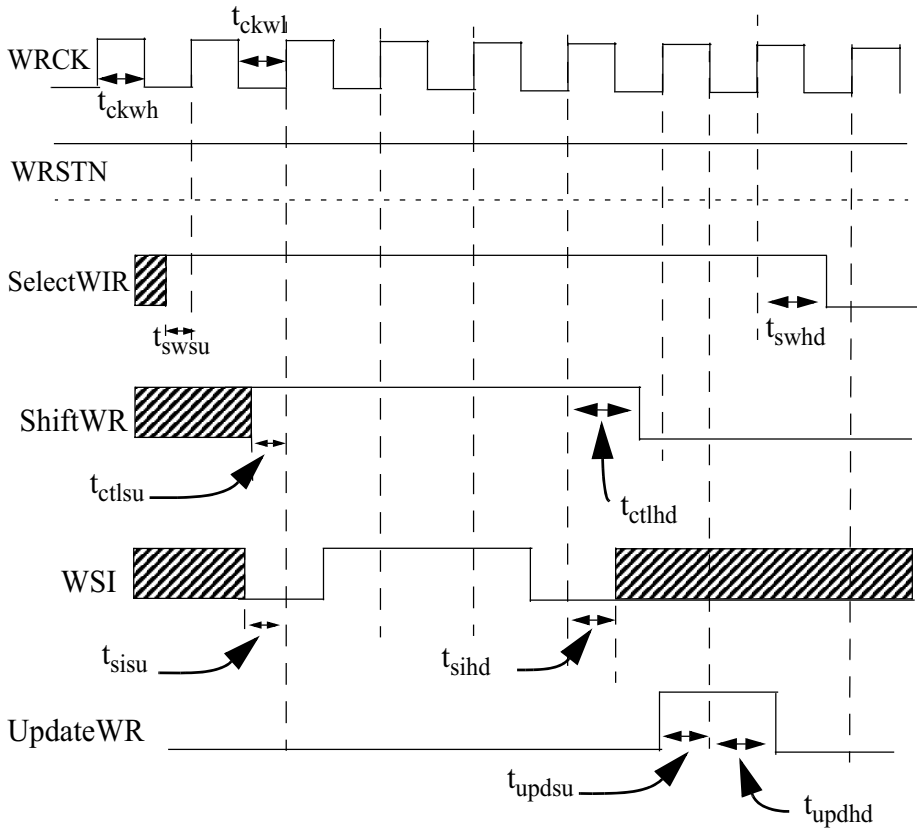 t_ckwl
WRCK
t_ckwh
WRSTN
SelectWIR
t_swsu
t_swhd
ShiftWR
t_ctlsu
t_ctlhd
WSI
t_sisu
t_sihd
UpdateWR
t_updsu
t_updhd